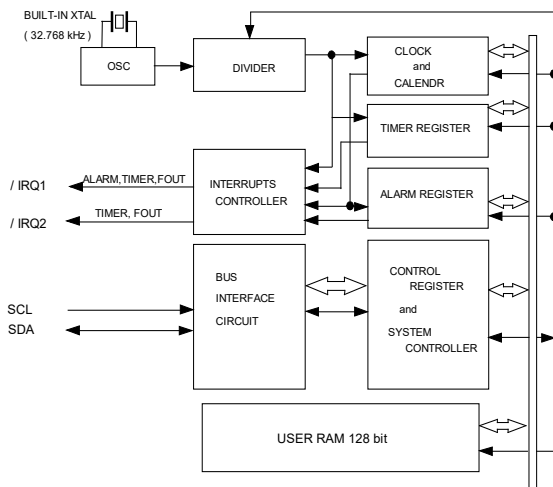 BUILT-IN XTAL
( 32.768 kHz )
OSC
DIVIDER
CLOCK
and
CALENDR
TIMER REGISTER
/ IRQ1
ALARM,TIMER,FOUT
INTERRUPTS
CONTROLLER
ALARM REGISTER
/ IRQ2
TIMER, FOUT
BUS
INTERFACE
CIRCUIT
CONTROL
REGISTER
and
SYSTEM
CONTROLLER
SCL
SDA
USER RAM 128 bit